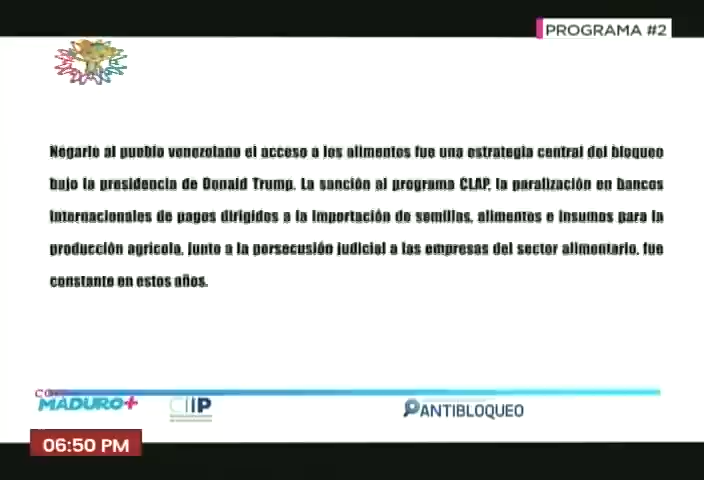 PROGRAMA #2
Negarle al pueblo venezolano el acceso a los alimentos fue una estrategia central del bloqueo
bajo la presidencia de Donald Trump. La sanción al programa CLAP, la paralización en bancos
internacionales de pagos dirigidos a la importación de semillas, alimentos e insumos para la
producción agrícola, junto a la persecusión judicial a las empresas del sector alimentario, fue
constante en estos años.
CON
MADURO+ CIIP ANTIBLOQUEO
06:50 PM